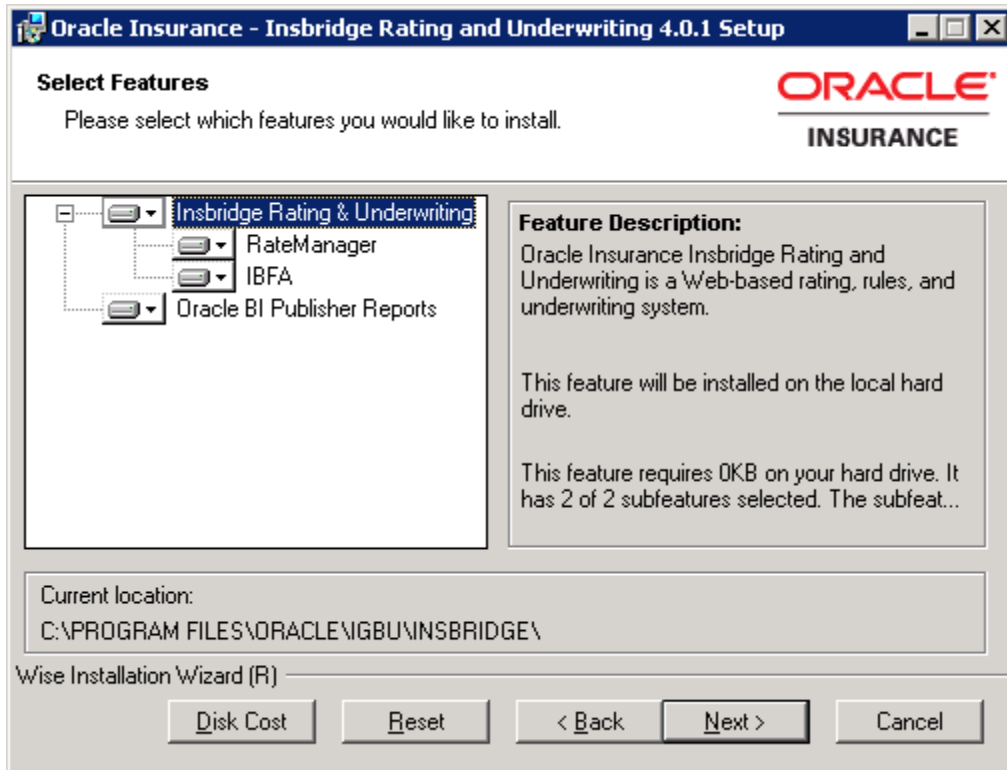 Oracle Insurance - Insbridge Rating and Underwriting 4.0.1 Setup
Select Features
Please select which features you would like to install.
ORACLE
INSURANCE
Insbridge Rating & Underwriting
RateManager
IBFA
Oracle BI Publisher Reports
Feature Description:
Oracle Insurance Insbridge Rating and
Underwriting is a Web-based rating, rules, and
underwriting system.
This feature will be installed on the local hard
drive.
This feature requires 0KB on your hard drive. It
has 2 of 2 subfeatures selected. The subfeat...
Current location:
C:\PROGRAM FILES\ORACLE\IGBU\INSBRIDGE\
Wise Installation Wizard (R)
Disk Cost
Reset
< Back
Next >
Cancel